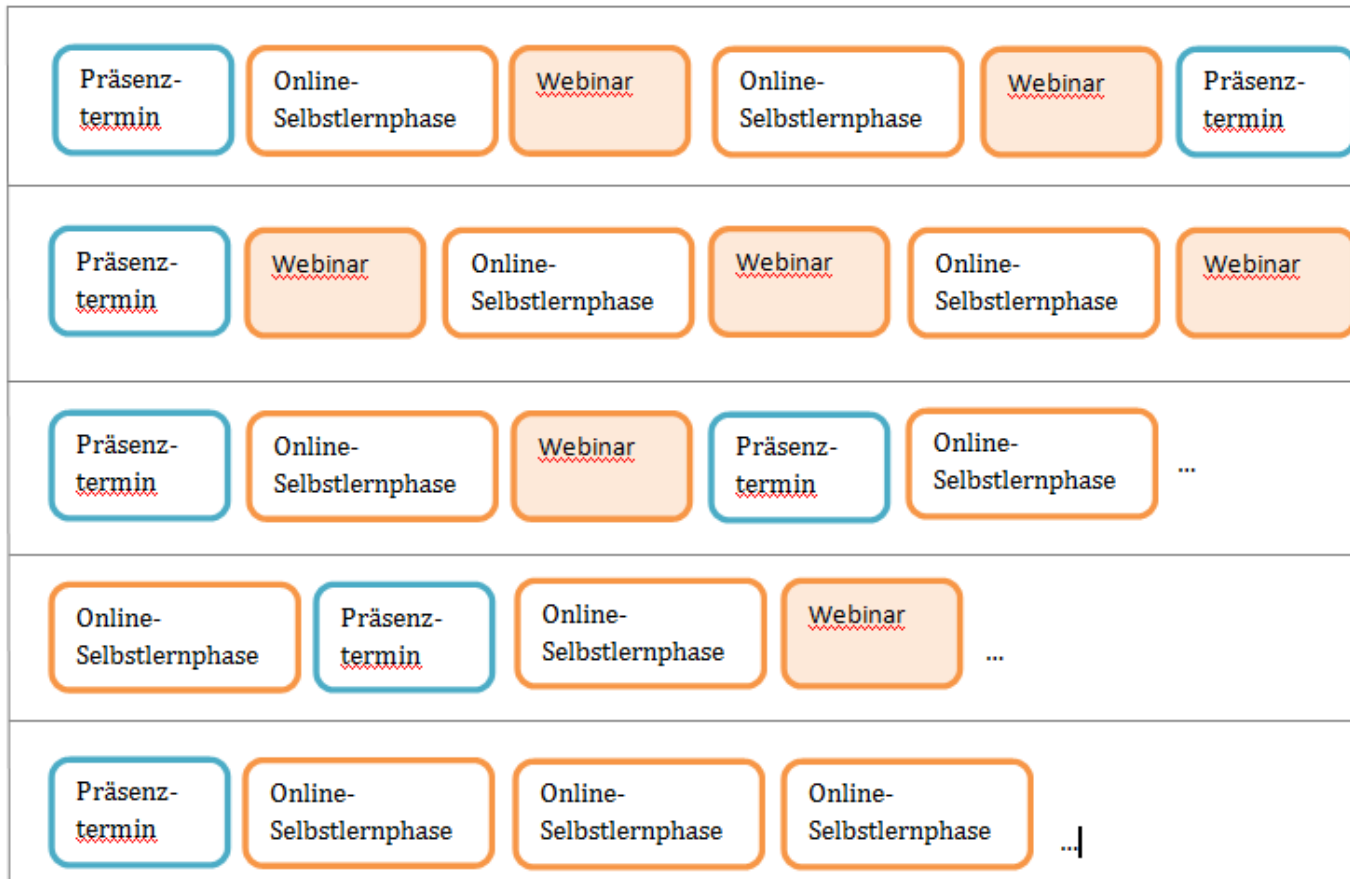 Präsenz-
termin
Online-
Selbstlernphase
Webinar
Online-
Selbstlernphase
Webinar
Präsenz-
termin
Präsenz-
termin
Webinar
Online-
Selbstlernphase
Webinar
Online-
Selbstlernphase
Webinar
Präsenz-
termin
Online-
Selbstlernphase
Webinar
Präsenz-
termin
Online-
Selbstlernphase
...
Online-
Selbstlernphase
Präsenz-
termin
Online-
Selbstlernphase
Webinar
...
Präsenz-
termin
Online-
Selbstlernphase
Online-
Selbstlernphase
Online-
Selbstlernphase
...